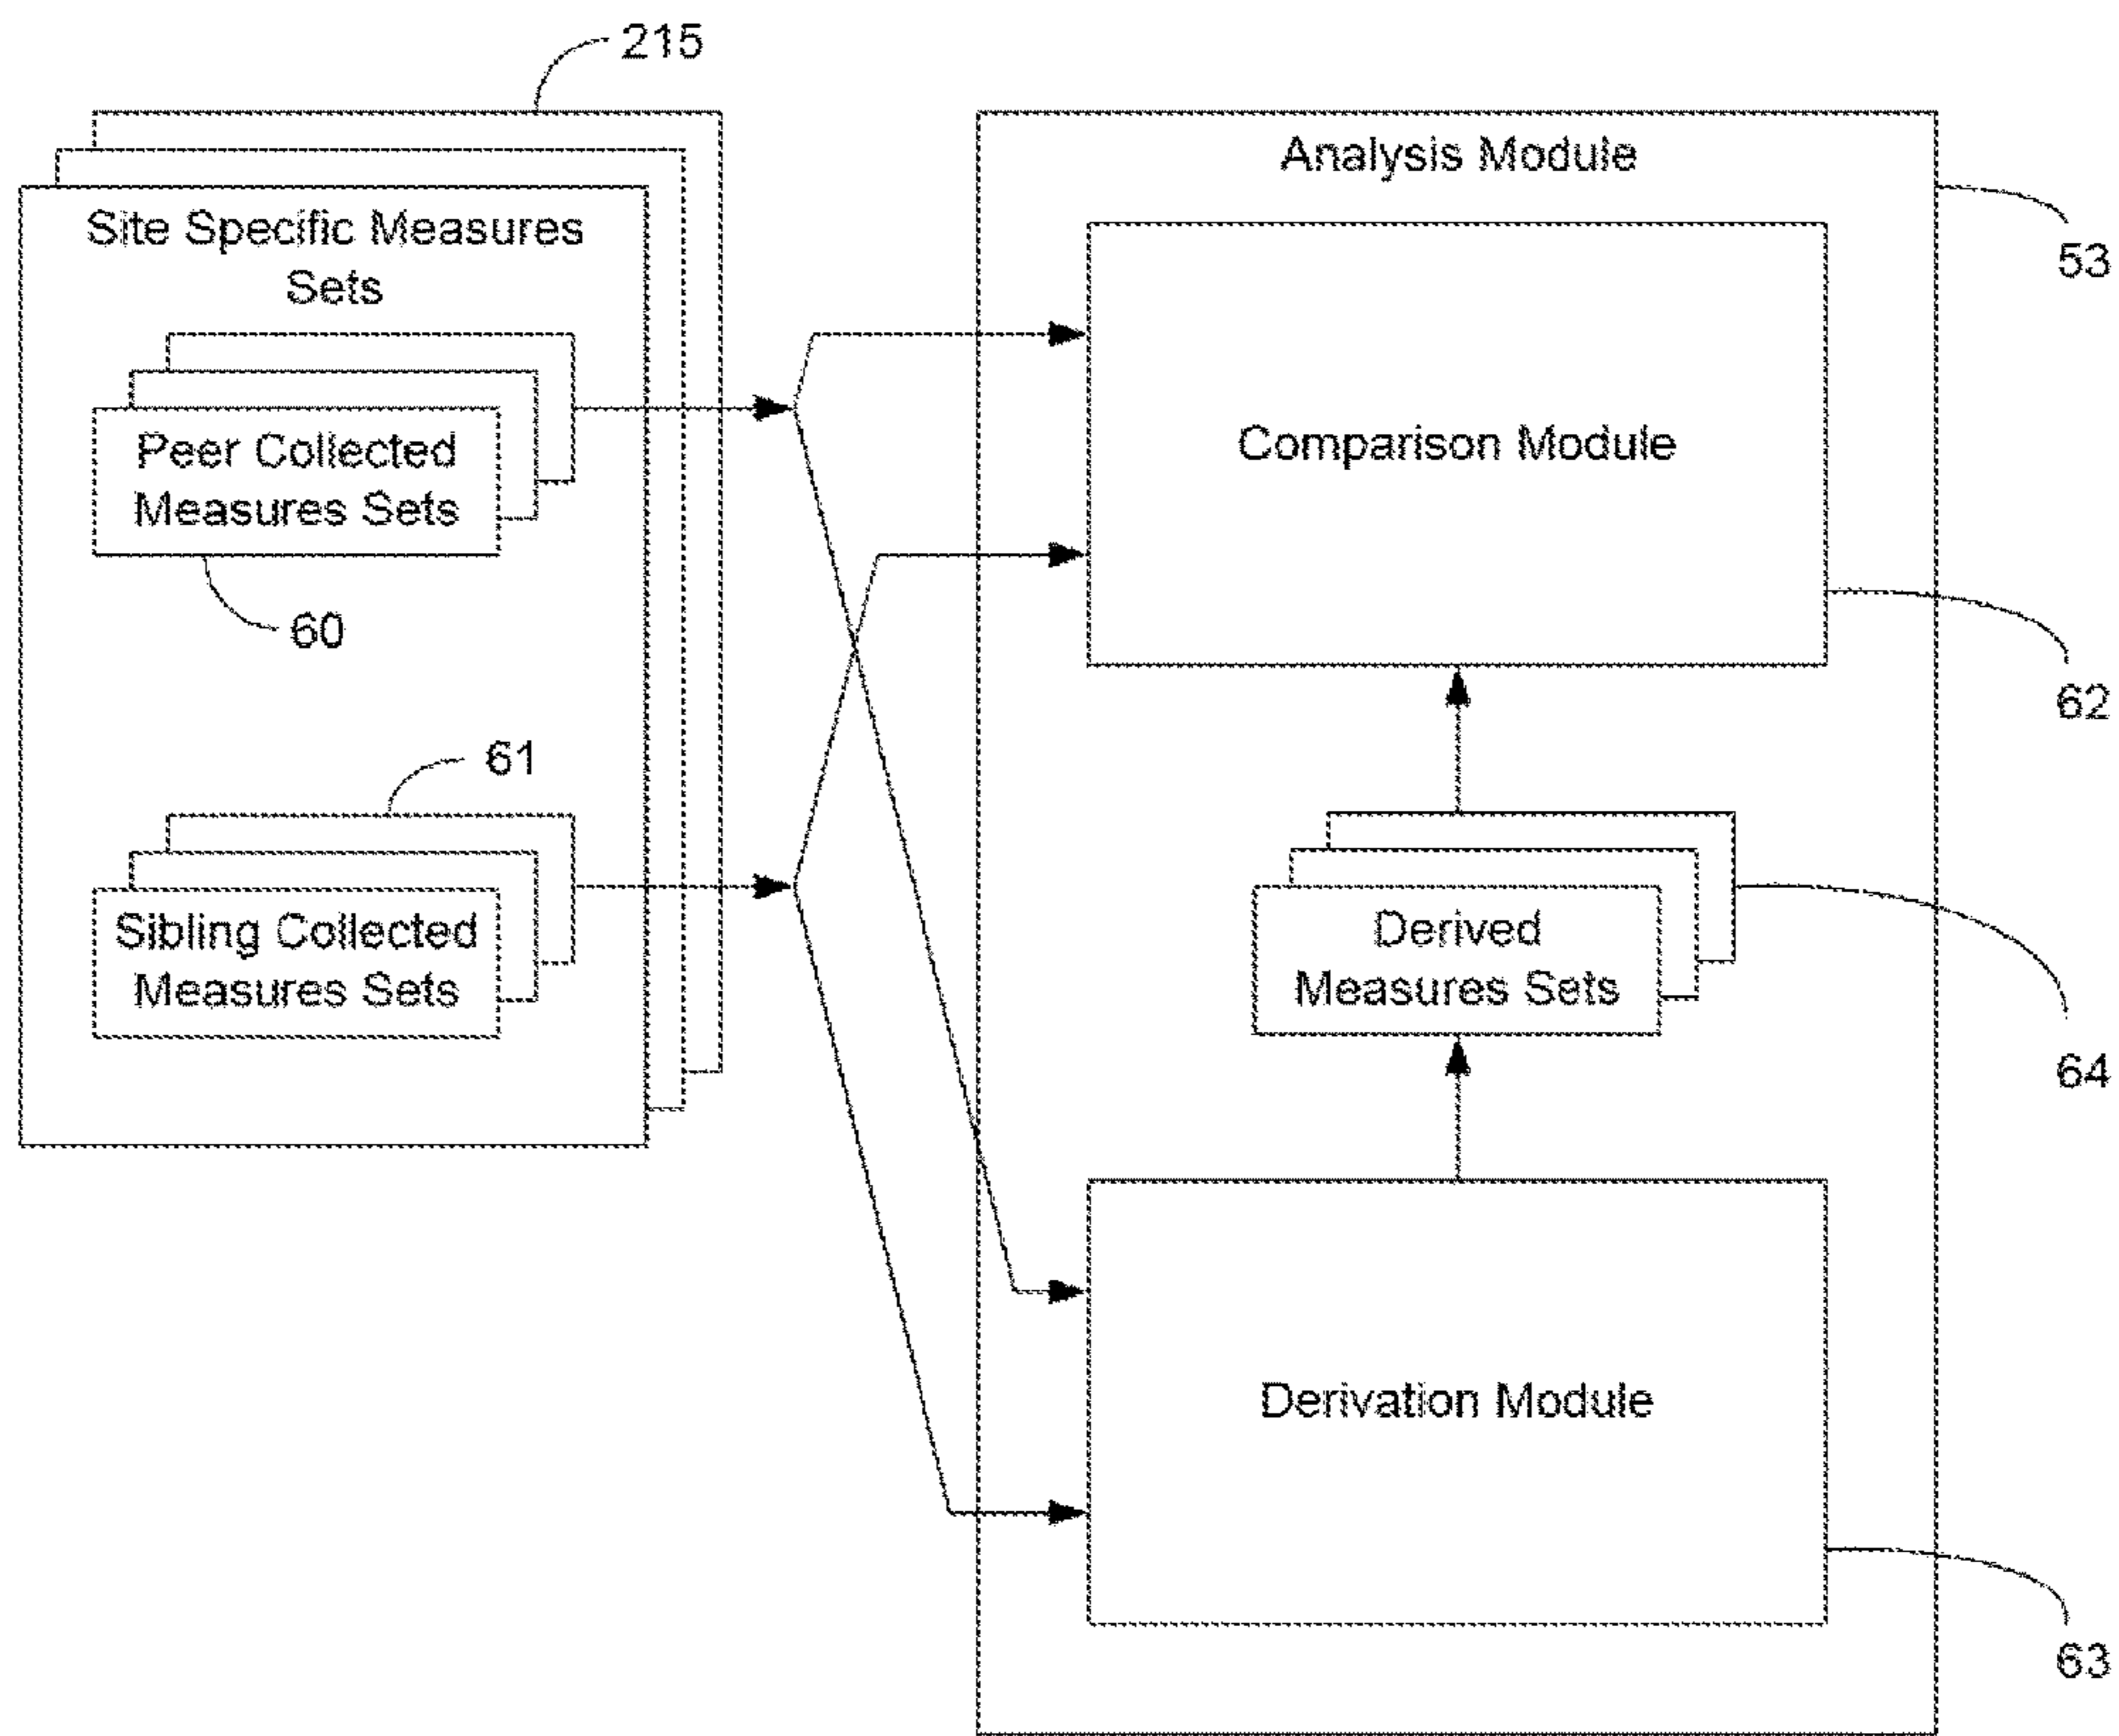 215
Analysis Module
Site Specific Measures
Sets
53
Peer Collected
Measures Sets
Comparison Module
60
62
61
Sibling Collected
Measures Sets
Derived
Measures Sets
64
Derivation Module
63